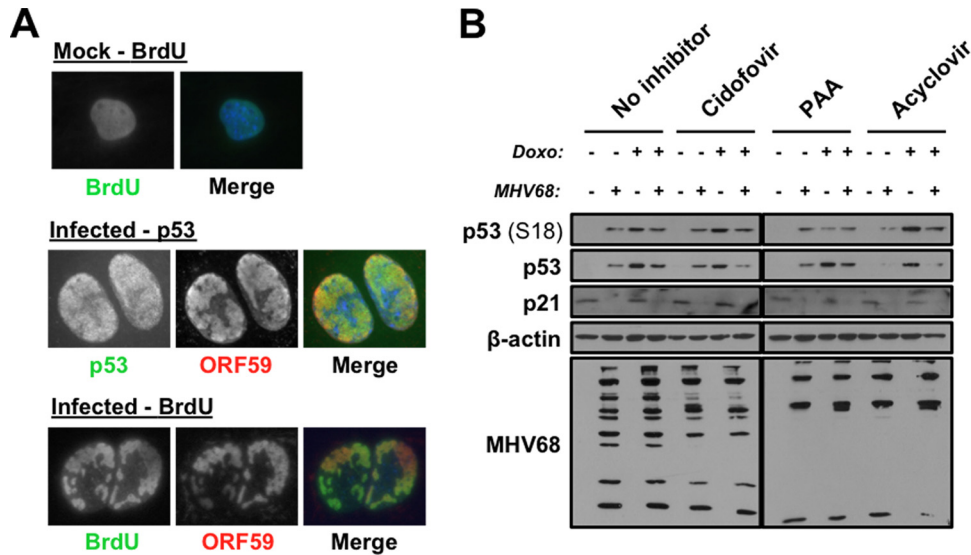 A
Mock - BrdU
BrdU
Merge
Infected - p53
p53
ORF59
Merge
Infected - BrdU
BrdU
ORF59
Merge
B
No inhibitor
Cidofovir
PAA
Acyclovir
Doxo: - - + + - - + + - - + + - - + +
MHV68: - + - + - + - + - + - + - + - +
p53 (S18)
p53
p21
β-actin
MHV68